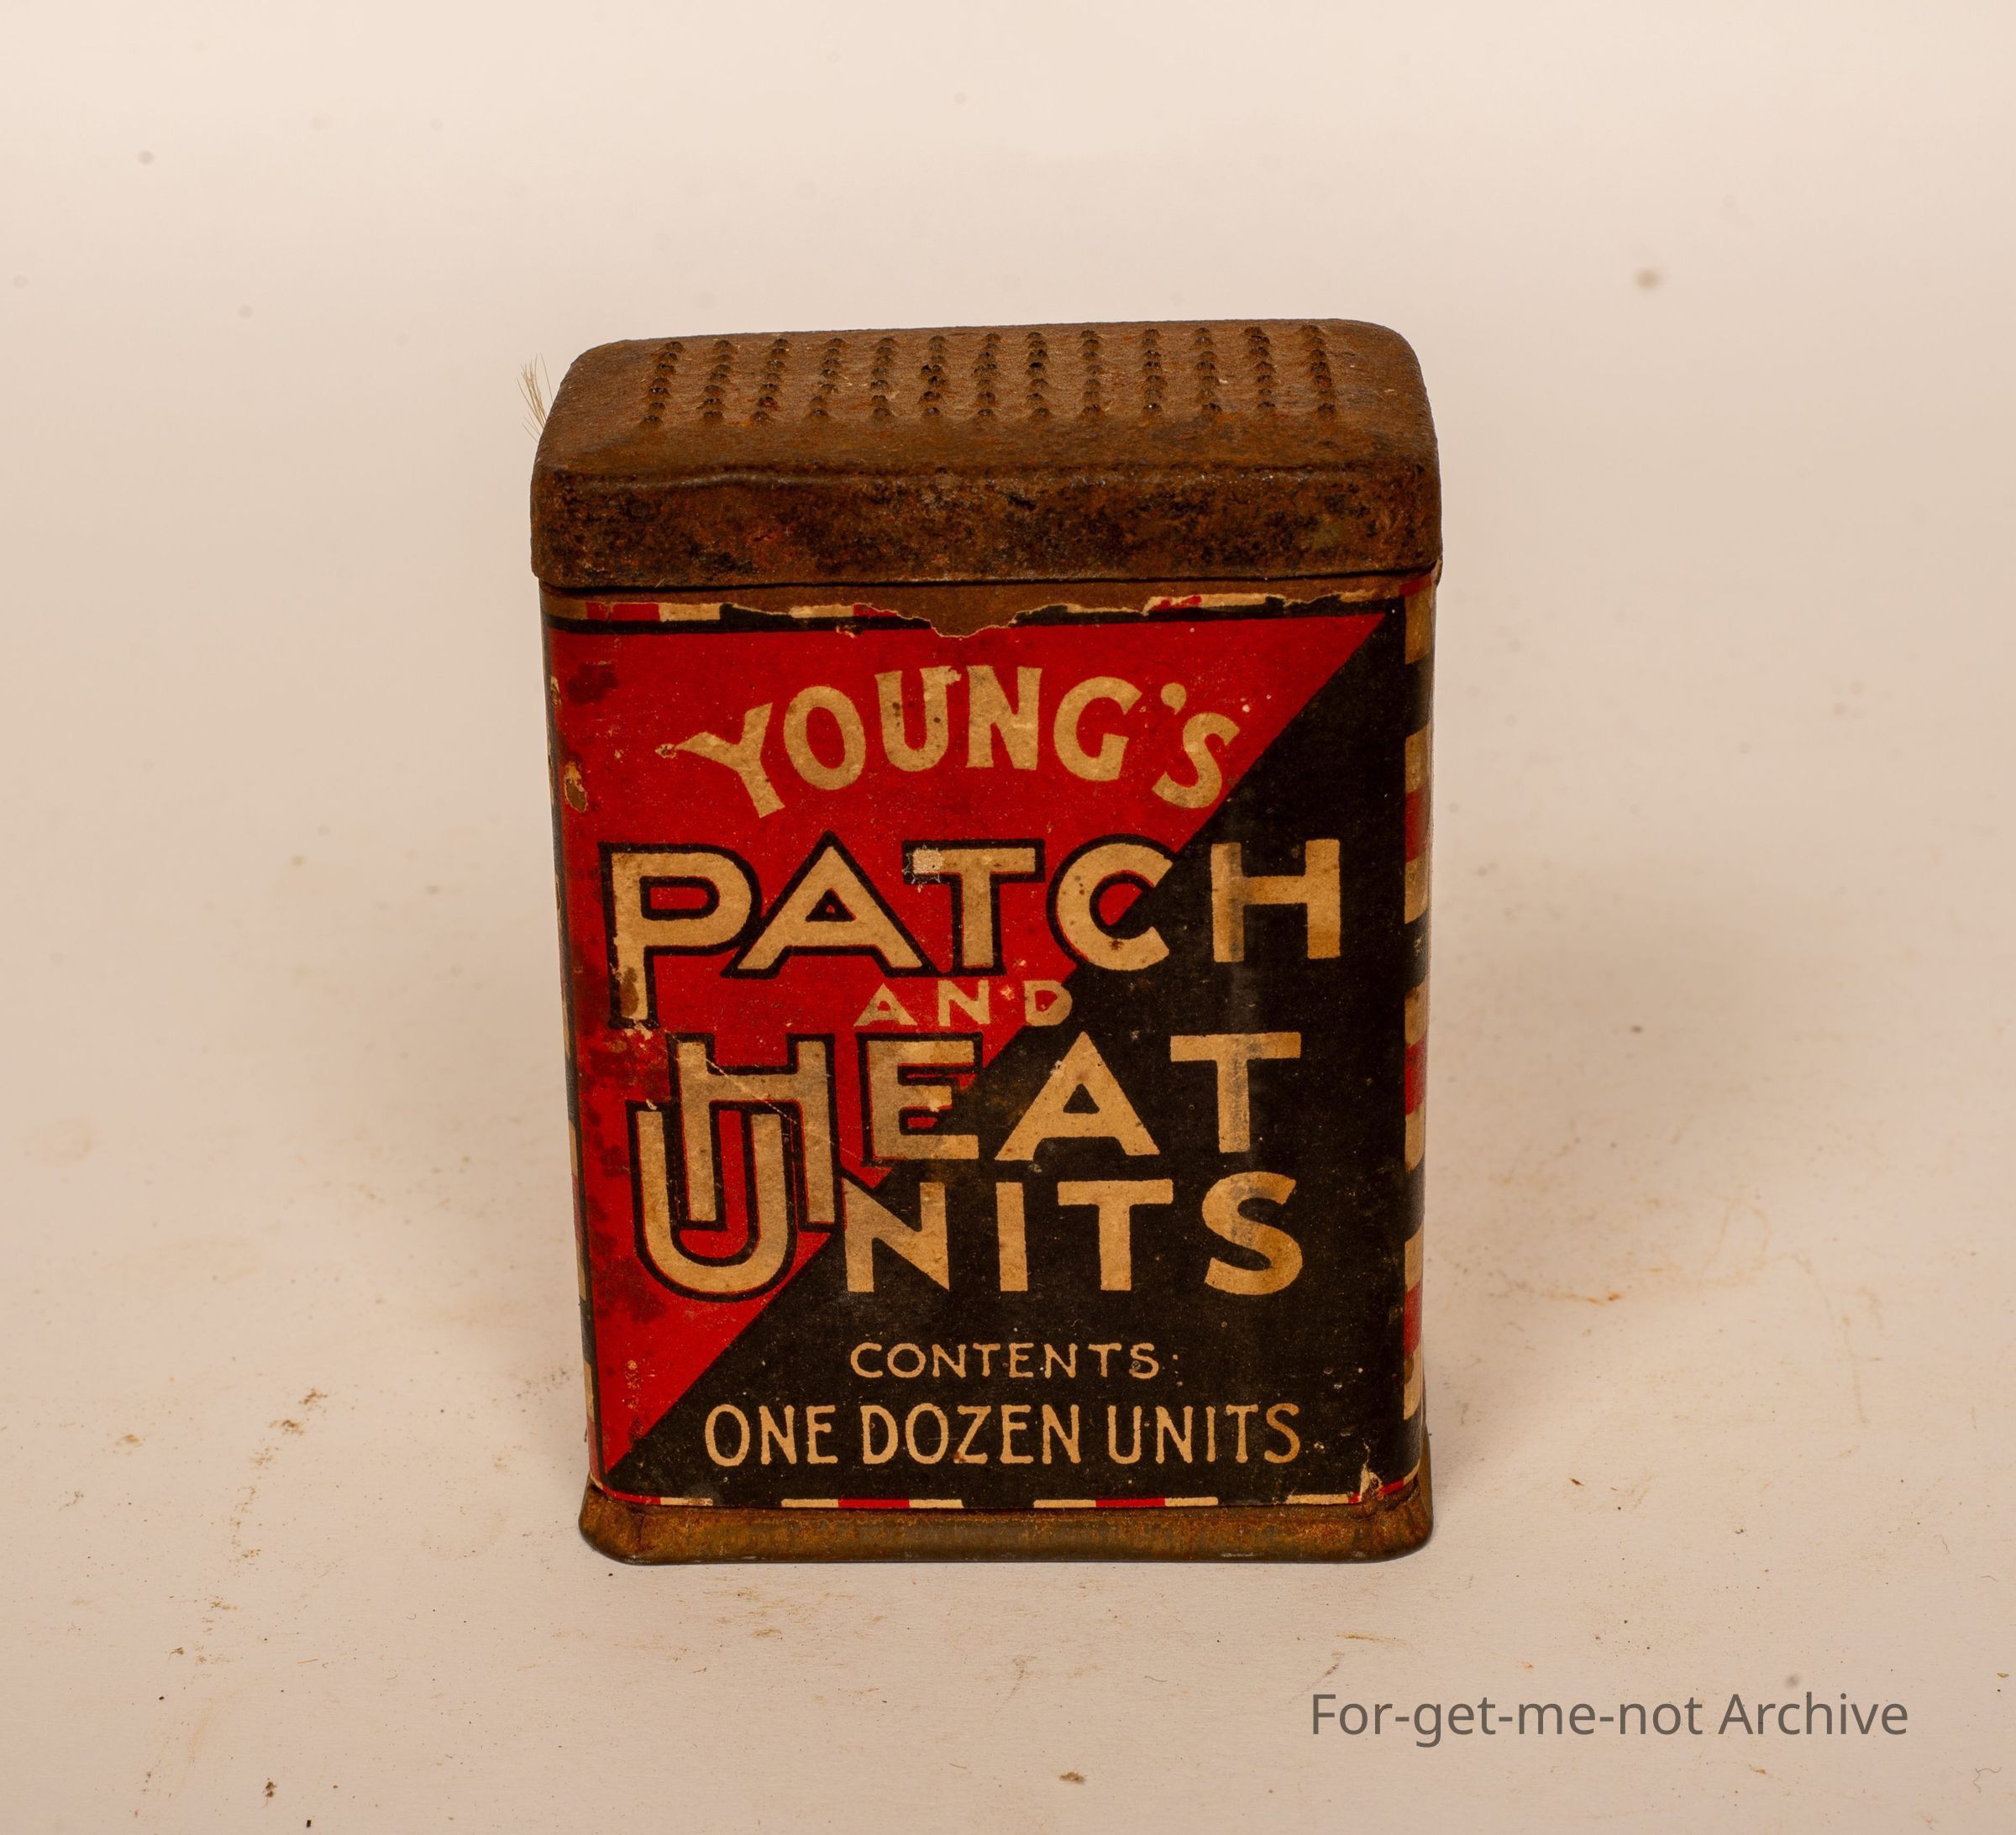 YOUNG'S
PATCH
AND
HEAT
UNITS
CONTENTS:
ONE DOZEN UNITS
For-get-me-not Archive